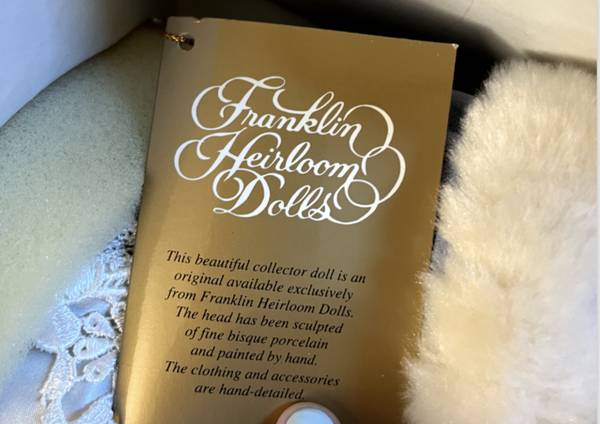 Franklin
Heirloom
Dolls
This beautiful collector doll is an
original available exclusively
from Franklin Heirloom Dolls.
The head has been sculpted
of fine bisque porcelain
and painted by hand.
The clothing and accessories
are hand-detailed.